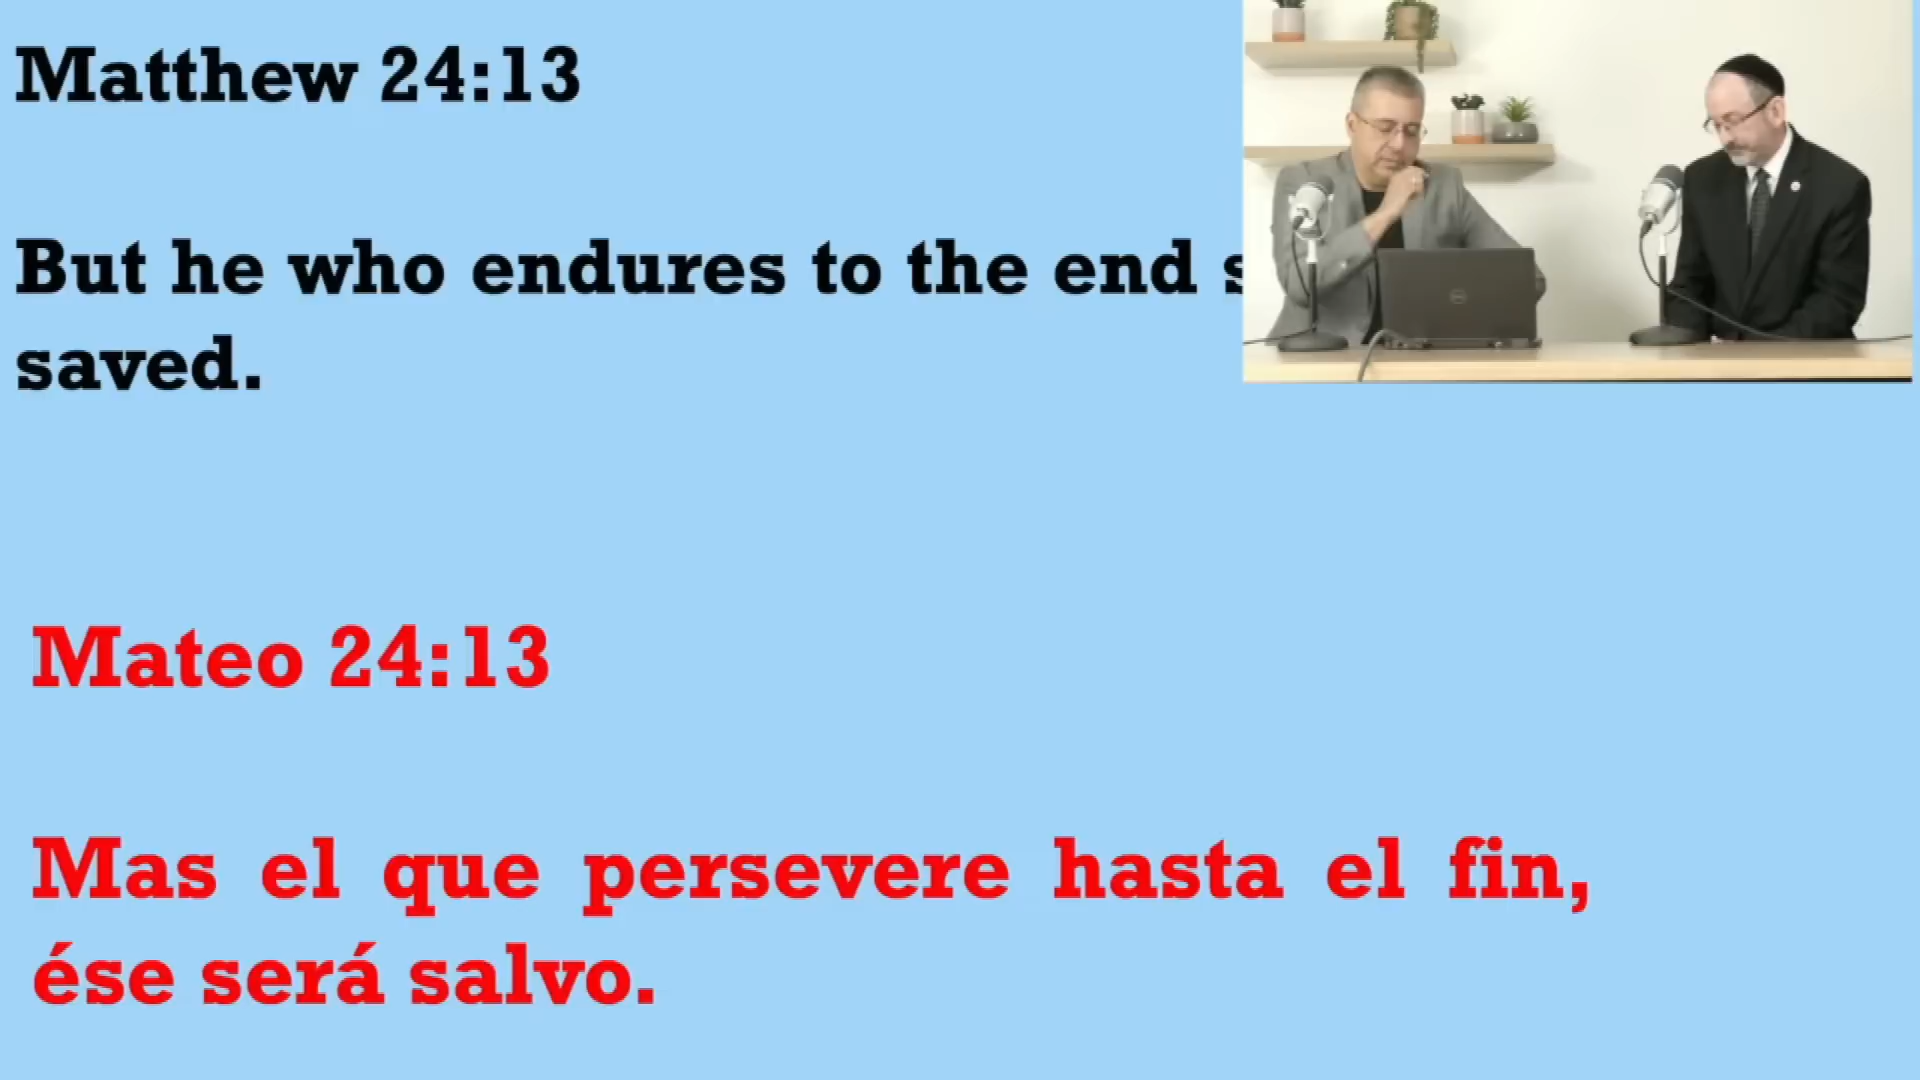 Matthew 24:13
But he who endures to the end
saved.
Mateo 24:13
Mas el que persevere hasta el fin,
ése será salvo.